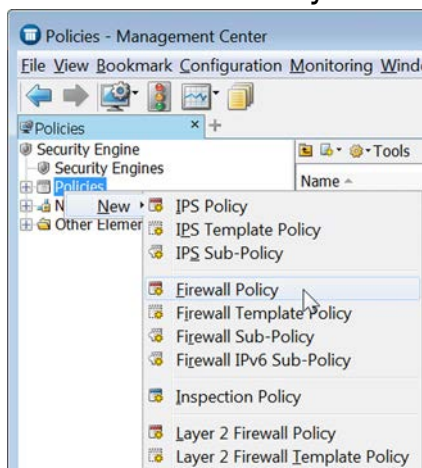 Policies - Management Center
File View Bookmark Configuration Monitoring Wind
Policies
Security Engine
Tools
Security Engines
Name
Policies
N
New
IPS Policy
Other Elemer
IPS Template Policy
IPS Sub-Policy
Firewall Policy
Firewall Template Policy
Firewall Sub-Policy
Firewall IPv6 Sub-Policy
Inspection Policy
Layer 2 Firewall Policy
Layer 2 Firewall Template Policy